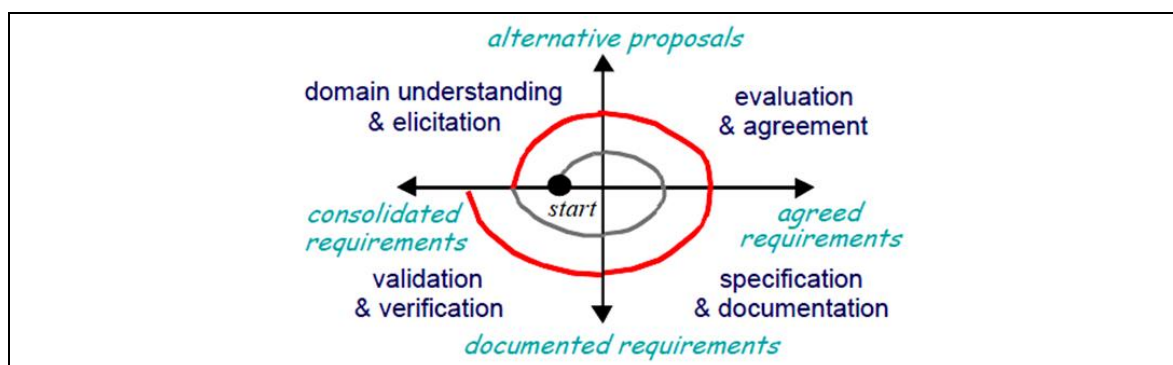 alternative proposals
domain understanding
& elicitation
evaluation
& agreement
start
consolidated
requirements
agreed
requirements
validation
& verification
specification
& documentation
documented requirements